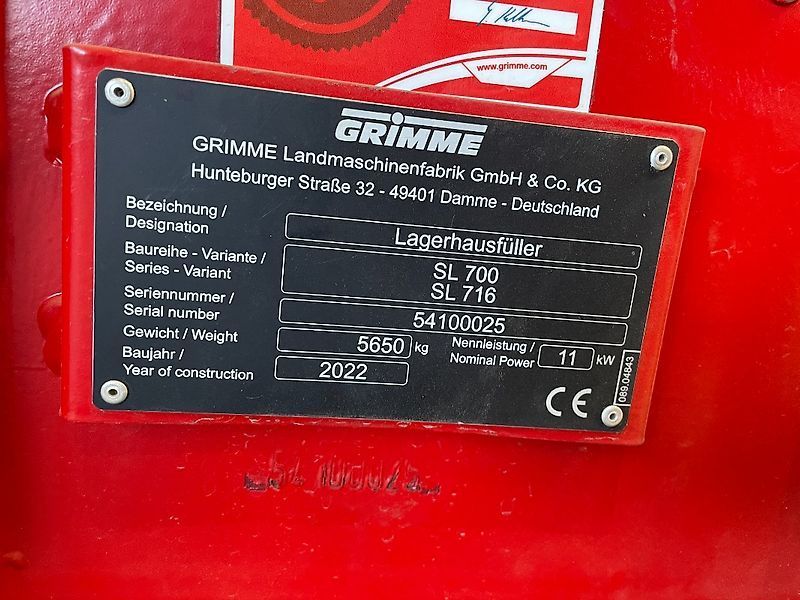 www.grimme.com
GRIMME
GRIMME Landmaschinenfabrik GmbH & Co. KG
Hunteburger Straße 32 - 49401 Damme - Deutschland
Bezeichnung /
Designation
Lagerhausfüller
Baureihe - Variante /
Series - Variant
SL 700
SL 716
Seriennummer /
Serial number
54100025
Gewicht / Weight
5650 kg
Nennleistung /
Nominal Power
11 kW
Baujahr /
Year of construction
2022
CE
089.04843
54100025